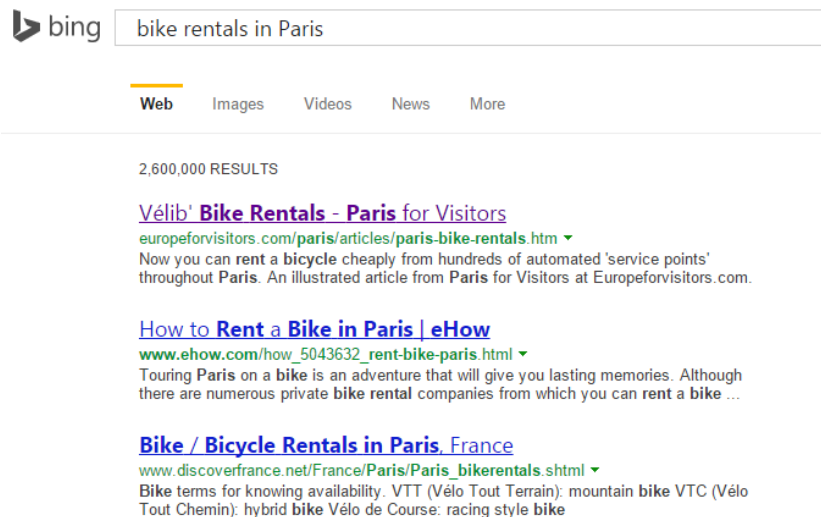 bing
bike rentals in Paris
Web Images Videos News More
2,600,000 RESULTS
Vélib' Bike Rentals - Paris for Visitors
europeforvisitors.com/paris/articles/paris-bike-rentals.htm
Now you can rent a bicycle cheaply from hundreds of automated 'service points'
throughout Paris. An illustrated article from Paris for Visitors at Europeforvisitors.com.
How to Rent a Bike in Paris | eHow
www.ehow.com/how_5043632_rent-bike-paris.html
Touring Paris on a bike is an adventure that will give you lasting memories. Although
there are numerous private bike rental companies from which you can rent a bike ...
Bike / Bicycle Rentals in Paris, France
www.discoverfrance.net/France/Paris/Paris_bikerentals.shtml
Bike terms for knowing availability. VTT (Vélo Tout Terrain): mountain bike VTC (Vélo
Tout Chemin): hybrid bike Vélo de Course: racing style bike